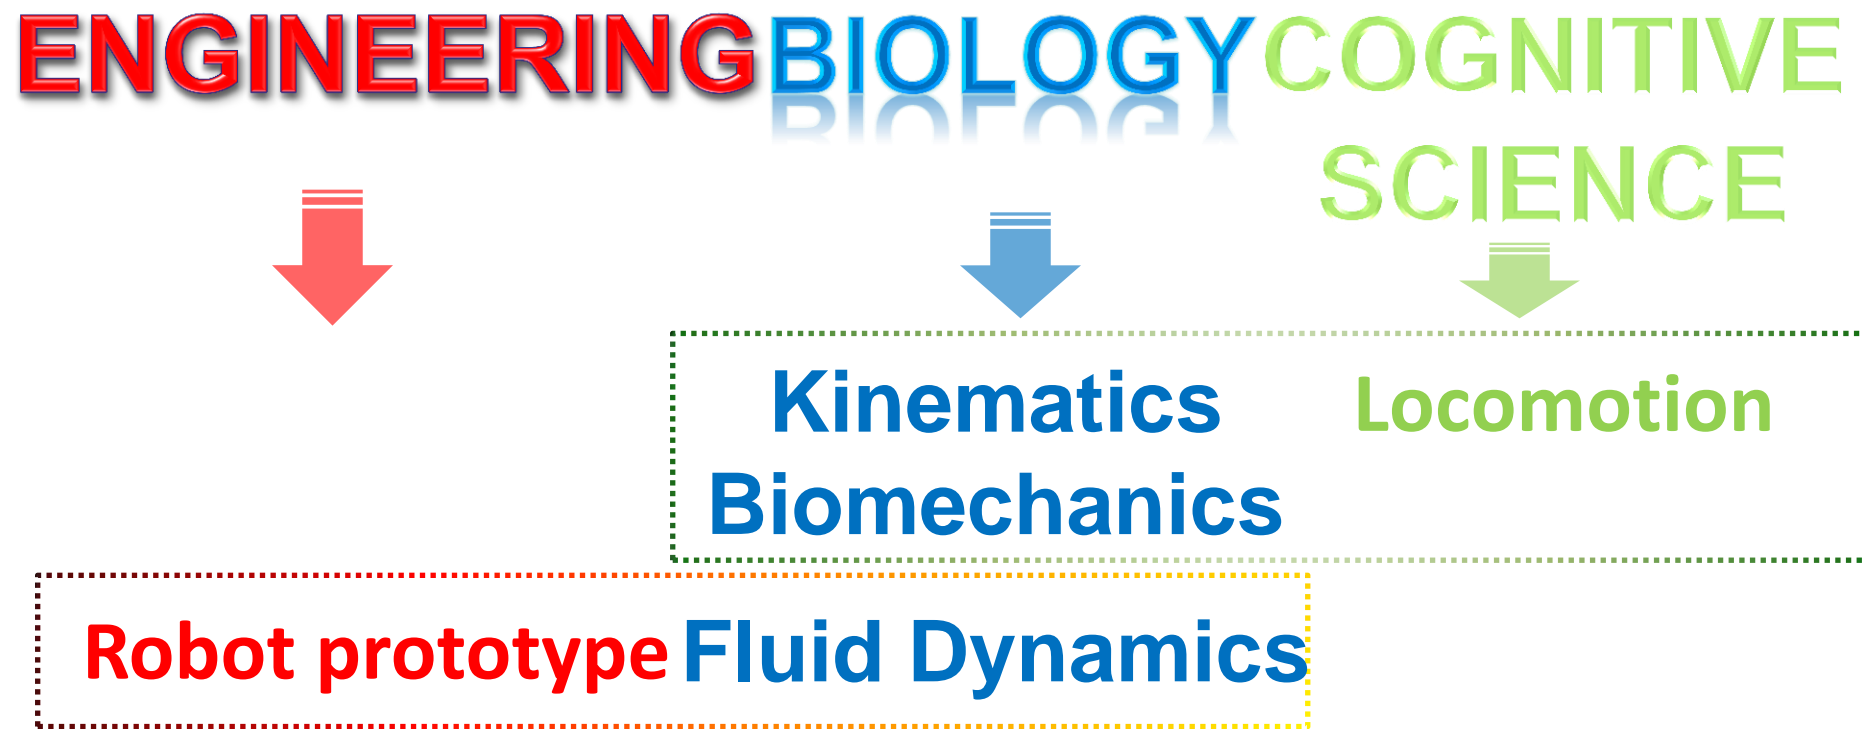 ENGINEERING BIOLOGY COGNITIVE
SCIENCE
Kinematics Locomotion
Biomechanics
Robot prototype Fluid Dynamics